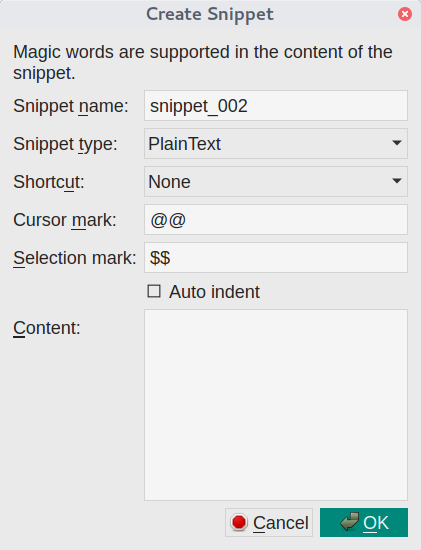 Create Snippet
Magic words are supported in the content of the
snippet.
Snippet name: snippet_002
Snippet type: PlainText
Shortcut: None
Cursor mark: @@
Selection mark: $$
Auto indent
Content:
Cancel OK